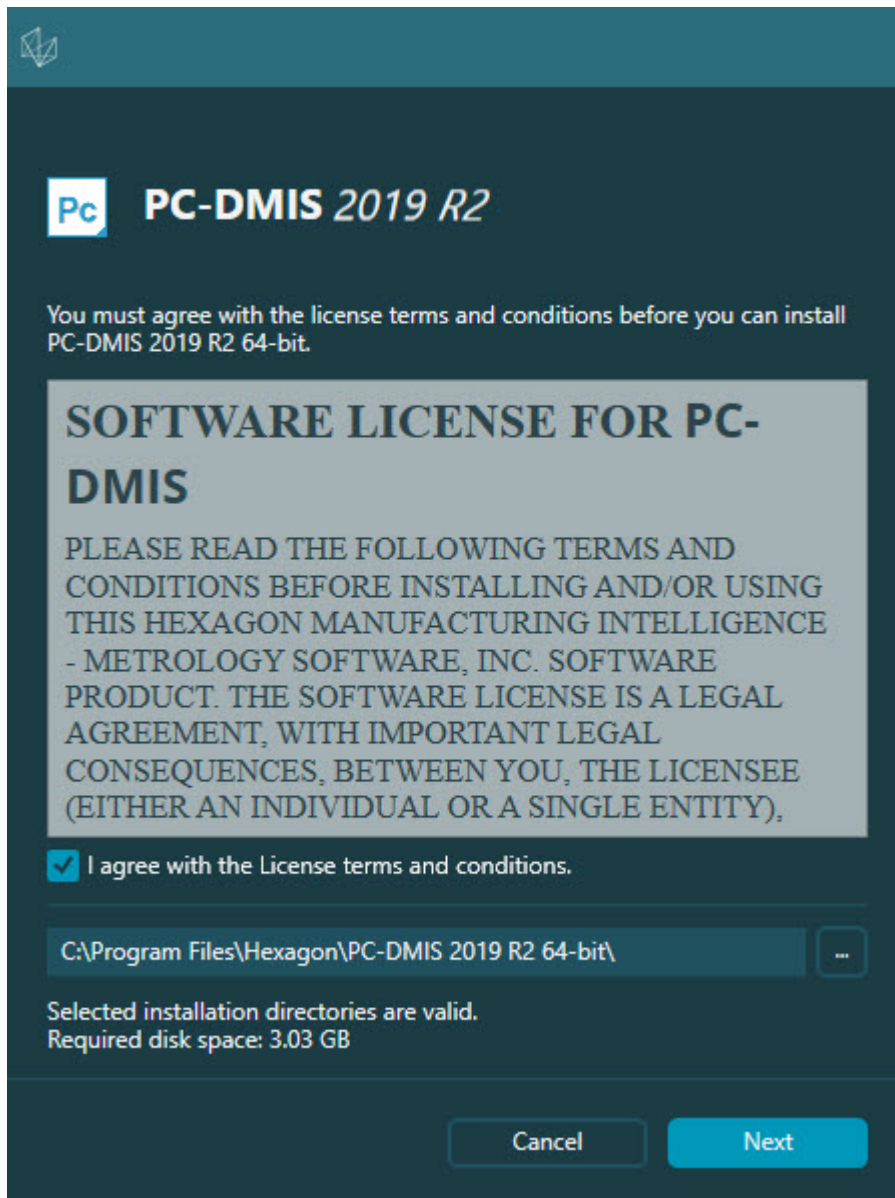 Pc
PC-DMIS 2019 R2
You must agree with the license terms and conditions before you can install
PC-DMIS 2019 R2 64-bit.
SOFTWARE LICENSE FOR PC-
DMIS
PLEASE READ THE FOLLOWING TERMS AND
CONDITIONS BEFORE INSTALLING AND/OR USING
THIS HEXAGON MANUFACTURING INTELLIGENCE
- METROLOGY SOFTWARE, INC. SOFTWARE
PRODUCT. THE SOFTWARE LICENSE IS A LEGAL
AGREEMENT, WITH IMPORTANT LEGAL
CONSEQUENCES, BETWEEN YOU, THE LICENSEE
(EITHER AN INDIVIDUAL OR A SINGLE ENTITY),
I agree with the License terms and conditions.
C:\Program Files\Hexagon\PC-DMIS 2019 R2 64-bit\
...
Selected installation directories are valid.
Required disk space: 3.03 GB
Cancel
Next